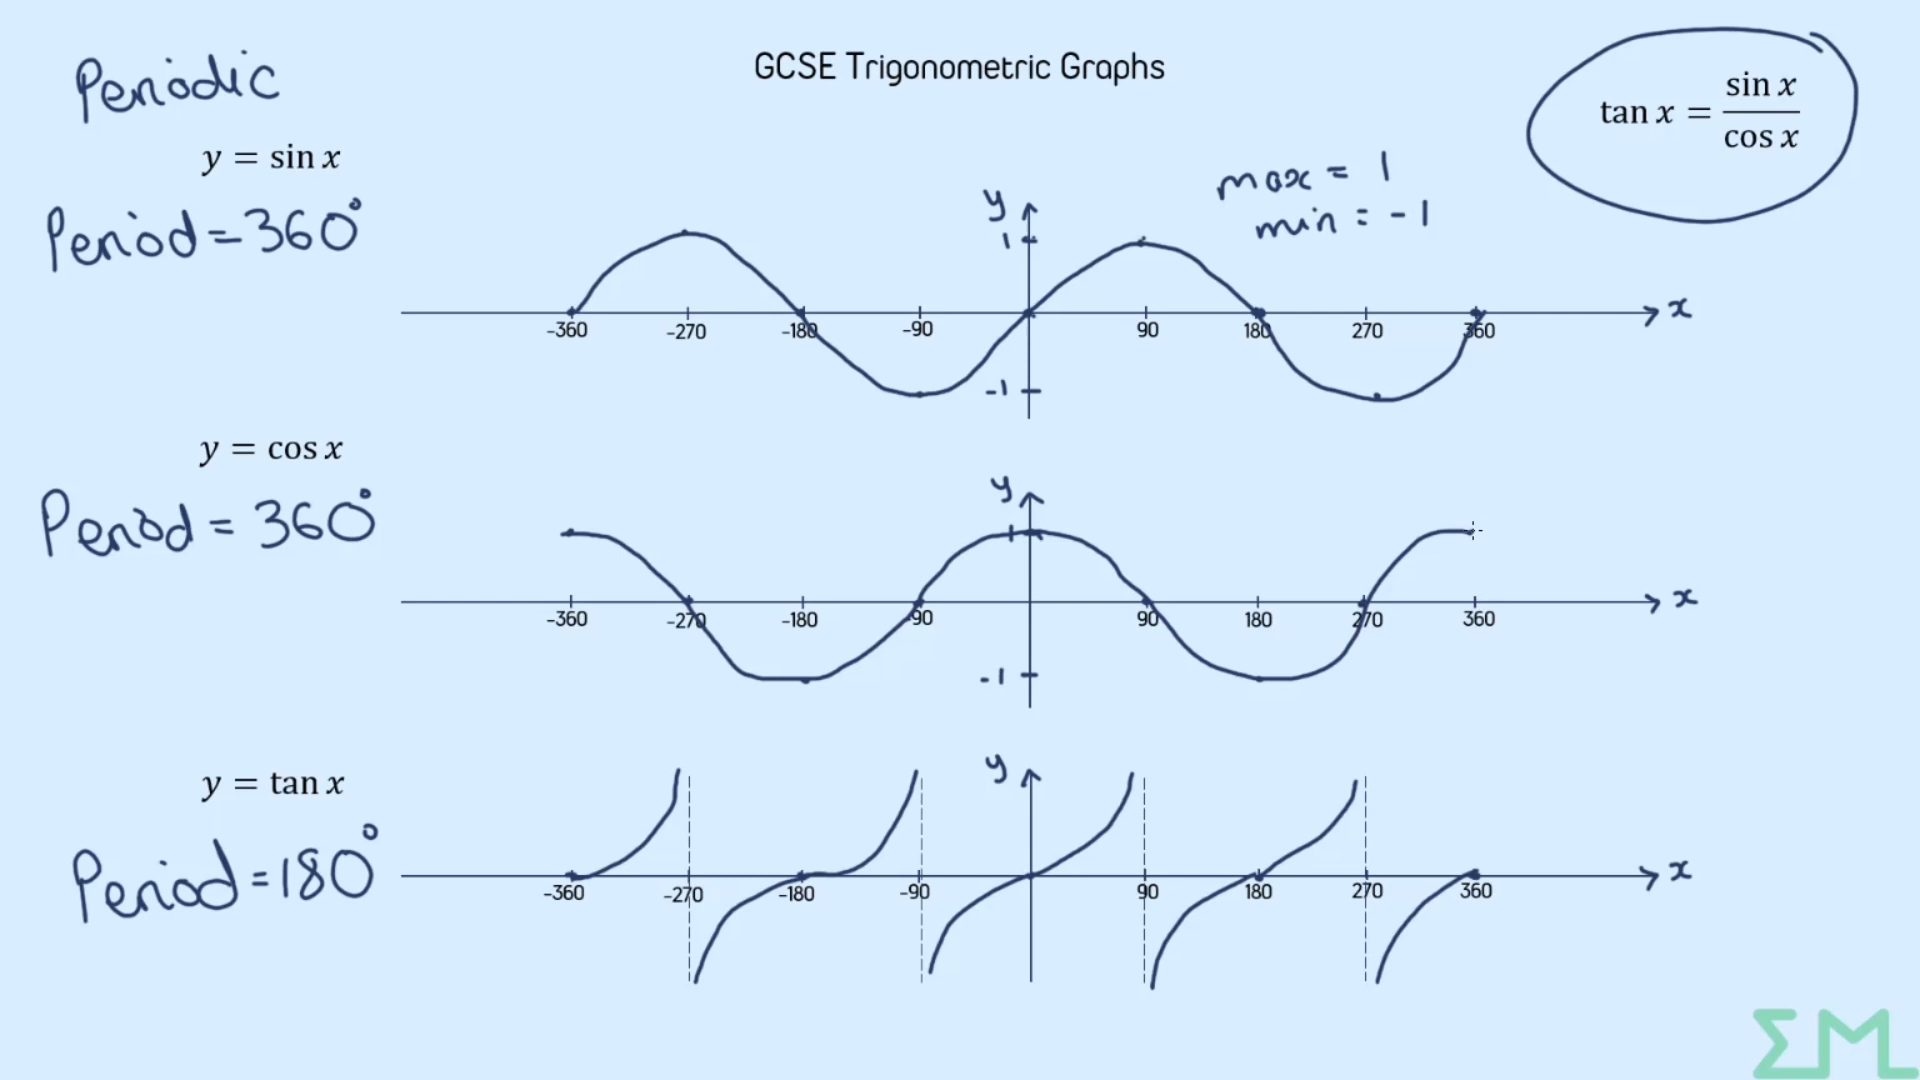 GCSE Trigonometric Graphs
Periodic
tan x = sin x / cos x
y = sin x
Period = 360°
max = 1
min = -1
y
1
-360 -270 -180 -90 90 180 270 360 x
-1
y = cos x
Period = 360°
y
1
-360 -270 -180 -90 90 180 270 360 x
-1
y = tan x
Period = 180°
y
-360 -270 -180 -90 90 180 270 360 x
ΣM